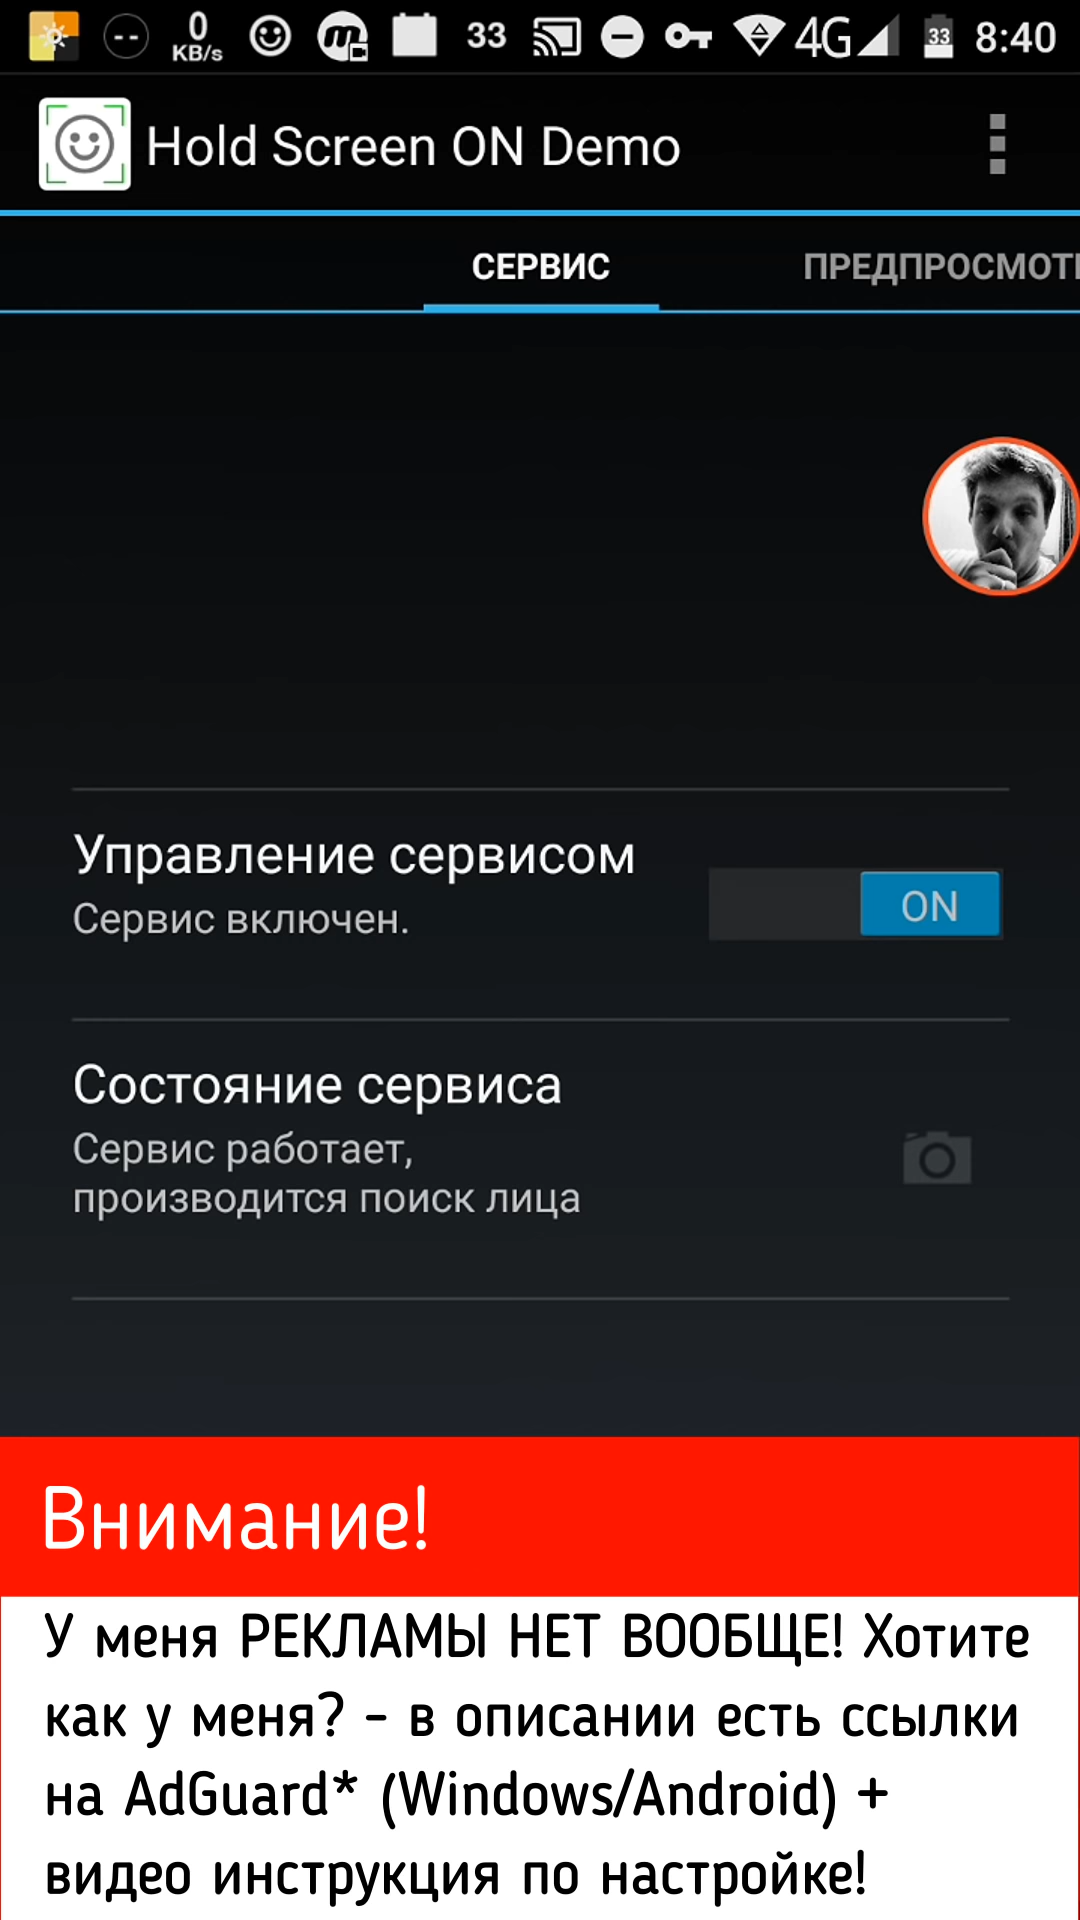 0
KB/s
33
4G
33
8:40
Hold Screen ON Demo
СЕРВИС
ПРЕДПРОСМОТ
Управление сервисом
Сервис включен.
ON
Состояние сервиса
Сервис работает,
производится поиск лица
Внимание!
У меня РЕКЛАМЫ НЕТ ВООБЩЕ! Хотите
как у меня? - в описании есть ссылки
на AdGuard* (Windows/Android) +
видео инструкция по настройке!